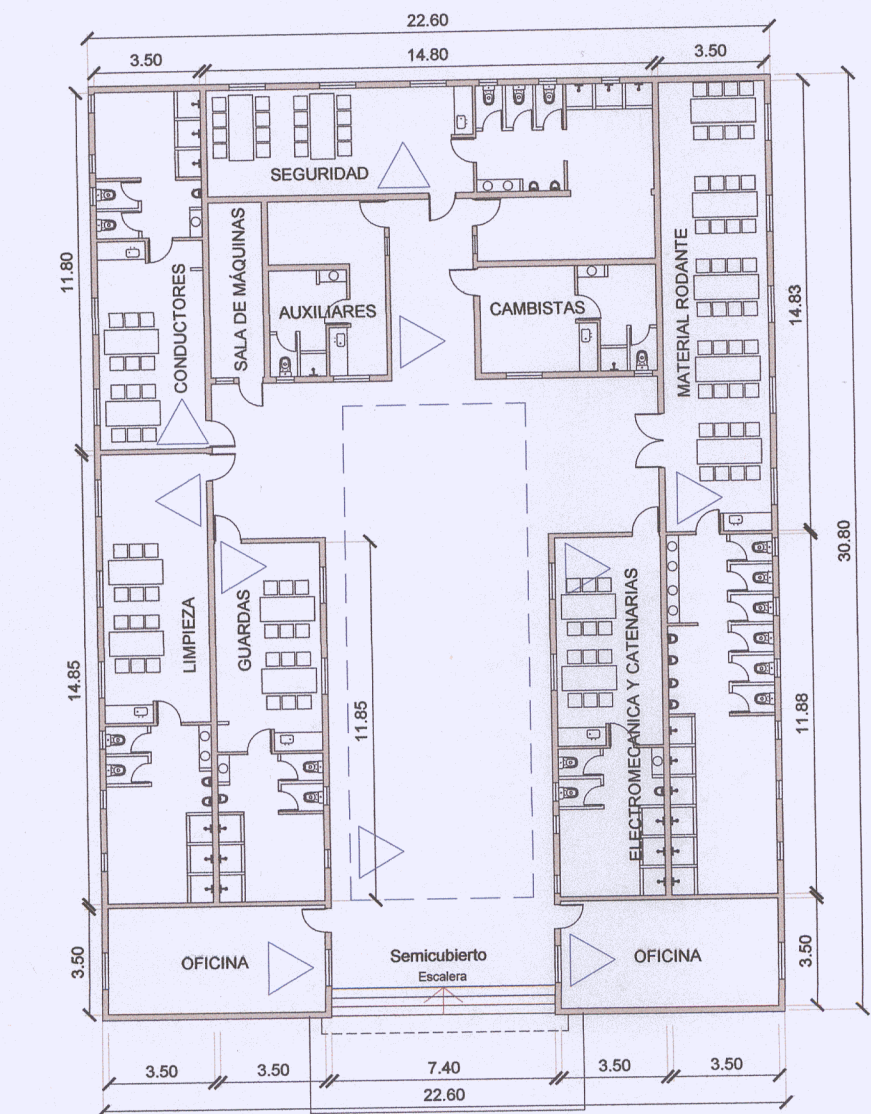 22.60
3.50
14.80
3.50
SEGURIDAD
11.80
CONDUCTORES
SALA DE MÁQUINAS
AUXILIARES
CAMBISTAS
MATERIAL RODANTE
14.83
30.80
LIMPIEZA
GUARDAS
14.85
11.85
ELECTROMECANICA Y CATENARIAS
11.88
OFICINA
Semicubierto
Escalera
OFICINA
3.50
3.50
3.50
3.50
7.40
3.50
3.50
22.60